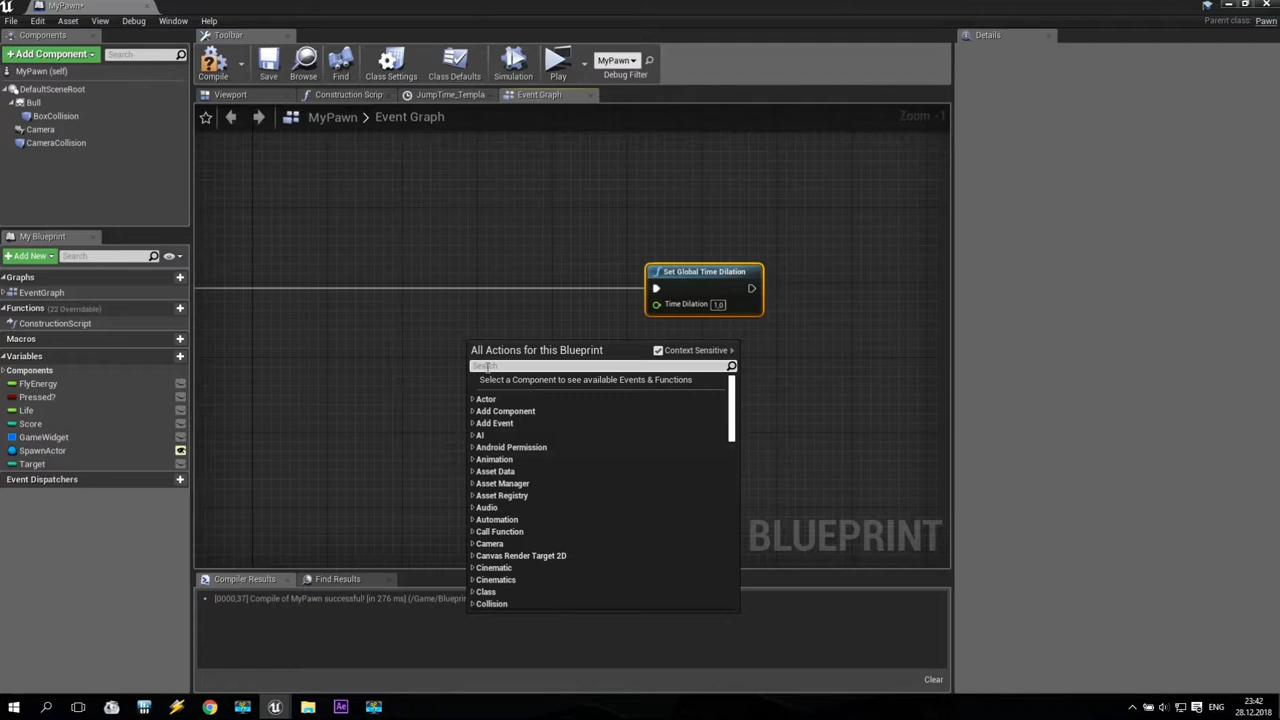 MyPawn*
File Edit Asset View Debug Window Help
Parent class: Pawn
Components
+Add Component
Search
MyPawn (self)
DefaultSceneRoot
Bull
BoxCollision
Camera
CameraCollision
Toolbar
Compile
Save
Browse
Find
Class Settings
Class Defaults
Simulation
Play
MyPawn
Debug Filter
Details
Viewport
Construction Scrip
JumpTime_Templa
Event Graph
MyPawn > Event Graph
Zoom -1
Set Global Time Dilation
Time Dilation 1.0
My Blueprint
+Add New
Search
Graphs
EventGraph
Functions (22 Overridable)
ConstructionScript
Macros
Variables
Components
FlyEnergy
Pressed?
Life
Score
GameWidget
SpawnActor
Target
Event Dispatchers
All Actions for this Blueprint
Context Sensitive
Search
Select a Component to see available Events & Functions
Actor
Add Component
Add Event
AI
Android Permission
Animation
Asset Data
Asset Manager
Asset Registry
Audio
Automation
Call Function
Camera
Canvas Render Target 2D
Cinematic
Cinematics
Class
Collision
BLUEPRINT
Compiler Results
Find Results
[0000,37] Compile of MyPawn successful! [in 276 ms] (/Game/Blueprin
Clear
Ae
ENG
23:42
28.12.2018